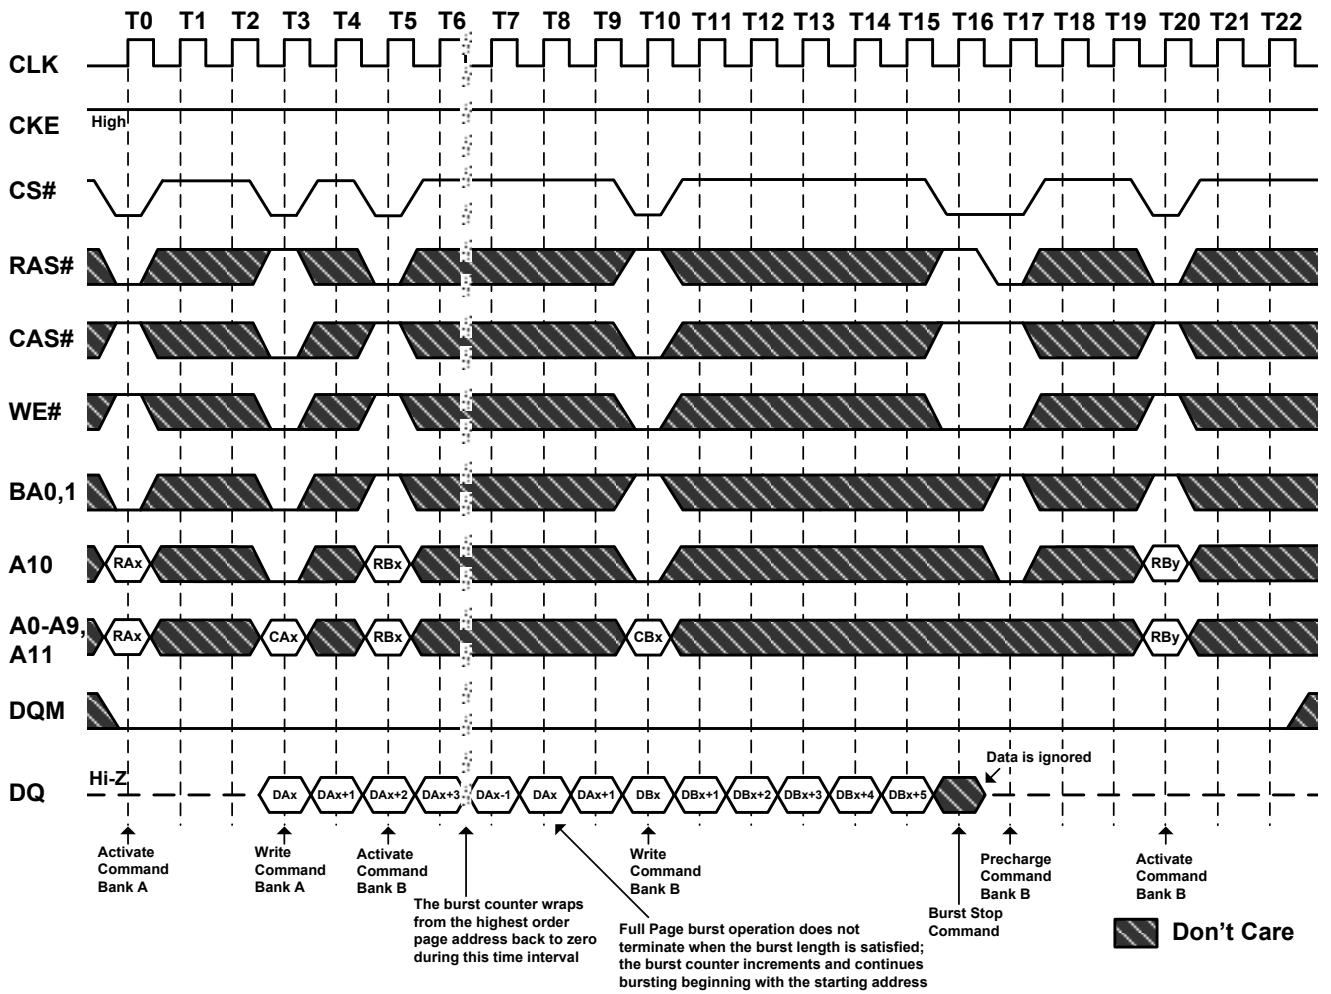 T0 T1 T2 T3 T4 T5 T6 T7 T8 T9 T10 T11 T12 T13 T14 T15 T16 T17 T18 T19 T20 T21 T22
CLK
CKE High
CS#
RAS#
CAS#
WE#
BA0,1
A10 RAx RBx RBy
A0-A9, A11 RAx CAx RBx CBx RBy
DQM
DQ Hi-Z DAx DAx+1 DAx+2 DAx+3 DAx-1 DAx DAx+1 DBx DBx+1 DBx+2 DBx+3 DBx+4 DBx+5
Data is ignored
Activate
Command
Bank A
Write
Command
Bank A
Activate
Command
Bank B
The burst counter wraps
from the highest order
page address back to zero
during this time interval
Write
Command
Bank B
Full Page burst operation does not
terminate when the burst length is satisfied;
the burst counter increments and continues
bursting beginning with the starting address
Burst Stop
Command
Precharge
Command
Bank B
Activate
Command
Bank B
Don't Care